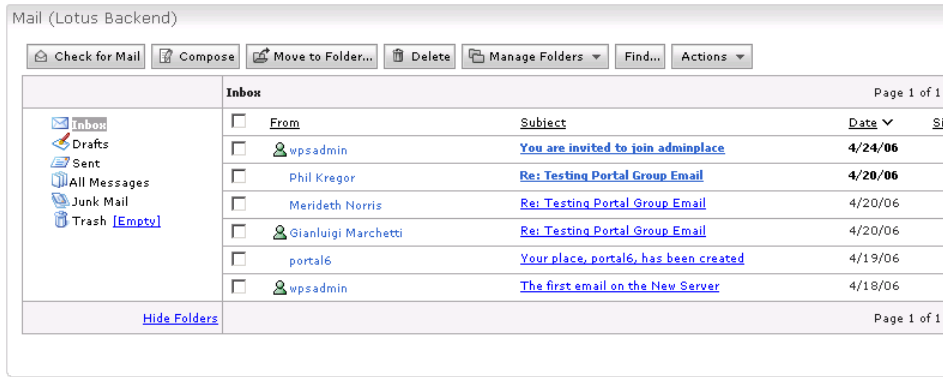 Mail (Lotus Backend)
Check for Mail Compose Move to Folder... Delete Manage Folders Find... Actions
Inbox Page 1 of 1
Inbox
Drafts
Sent
All Messages
Junk Mail
Trash [Empty]
From Subject Date
wpsadmin You are invited to join adminplace 4/24/06
Phil Kregor Re: Testing Portal Group Email 4/20/06
Merideth Norris Re: Testing Portal Group Email 4/20/06
Gianluigi Marchetti Re: Testing Portal Group Email 4/20/06
portal6 Your place, portal6, has been created 4/19/06
wpsadmin The first email on the New Server 4/18/06
Hide Folders Page 1 of 1